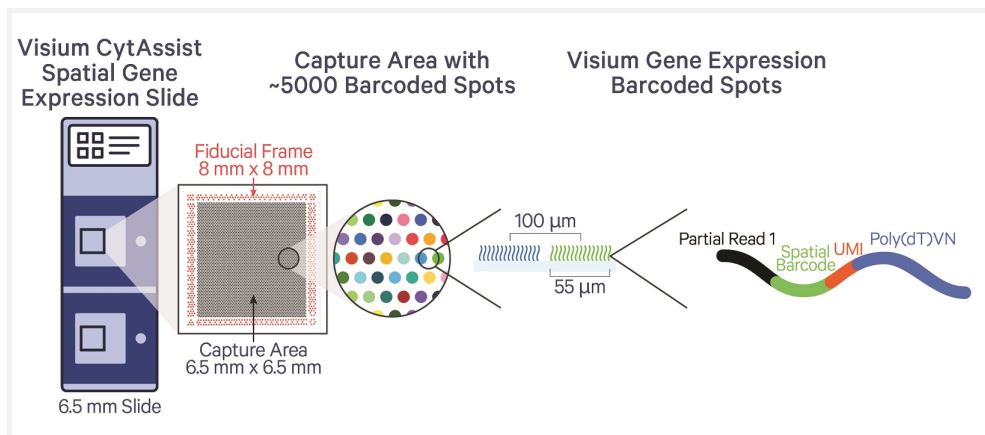 Visium CytAssist
Spatial Gene
Expression Slide
Capture Area with
~5000 Barcoded Spots
Visium Gene Expression
Barcoded Spots
Fiducial Frame
8 mm x 8 mm
Capture Area
6.5 mm x 6.5 mm
6.5 mm Slide
100 µm
55 µm
Partial Read 1
Spatial
Barcode
UMI
Poly(dT)VN